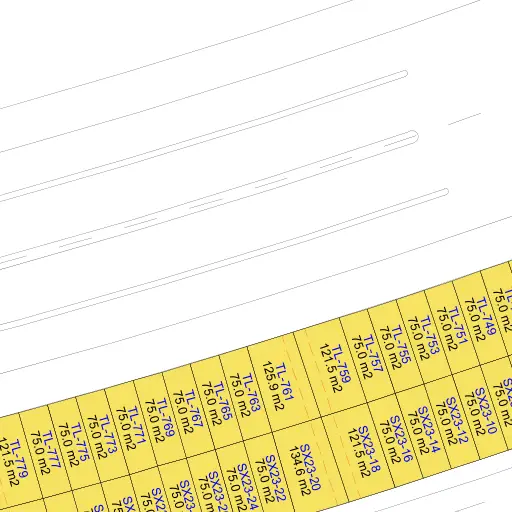 TL-779
121.5 m2
TL-777
75.0 m2
TL-775
75.0 m2
TL-773
75.0 m2
TL-771
75.0 m2
TL-769
75.0 m2
TL-767
75.0 m2
TL-765
75.0 m2
TL-763
75.0 m2
TL-761
125.9 m2
TL-759
121.5 m2
TL-757
75.0 m2
TL-755
75.0 m2
TL-753
75.0 m2
TL-751
75.0 m2
TL-749
75.0 m2
SX23-24
75.0
SX23-22
75.0 m2
SX23-20
134.6 m2
SX23-18
121.5 m2
SX23-16
75.0 m2
SX23-14
75.0 m2
SX23-12
75.0 m2
SX23-10
75.0 m2